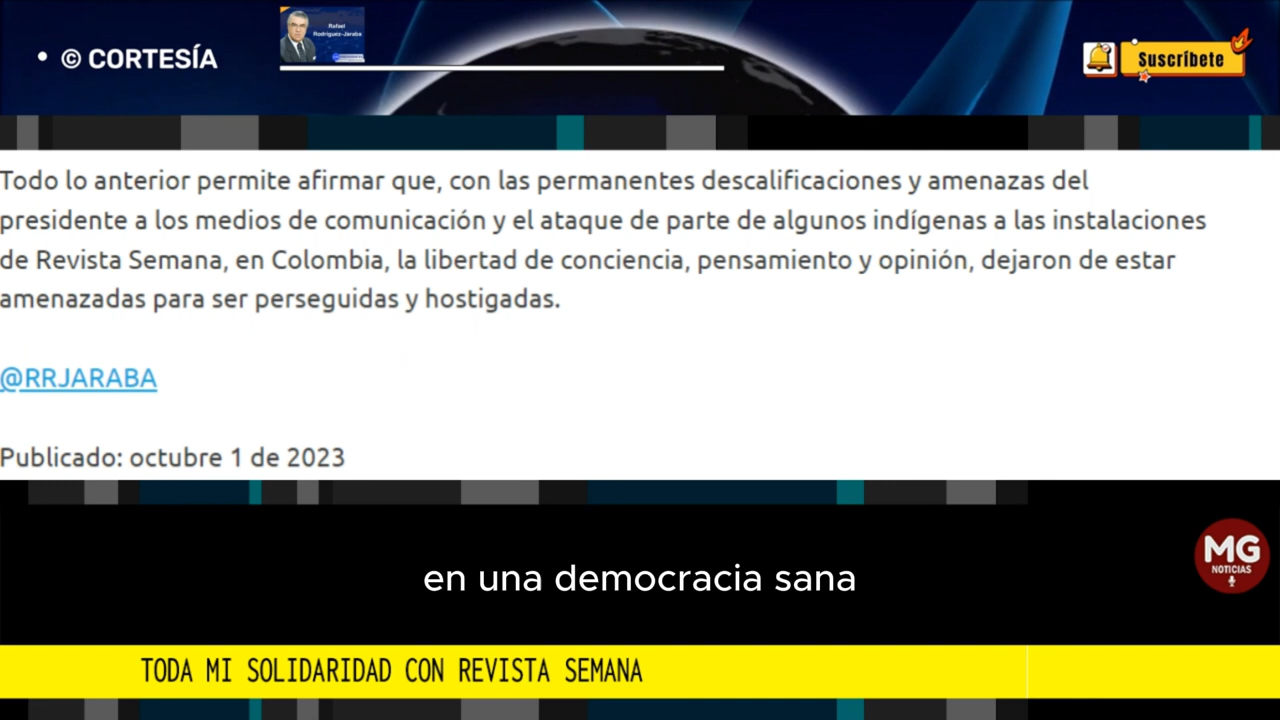 • © CORTESÍA
Rafael
Rodríguez-Jaraba
Suscríbete
Todo lo anterior permite afirmar que, con las permanentes descalificaciones y amenazas del
presidente a los medios de comunicación y el ataque de parte de algunos indígenas a las instalaciones
de Revista Semana, en Colombia, la libertad de conciencia, pensamiento y opinión, dejaron de estar
amenazadas para ser perseguidas y hostigadas.
@RRJARABA
Publicado: octubre 1 de 2023
MG
NOTICIAS
en una democracia sana
TODA MI SOLIDARIDAD CON REVISTA SEMANA